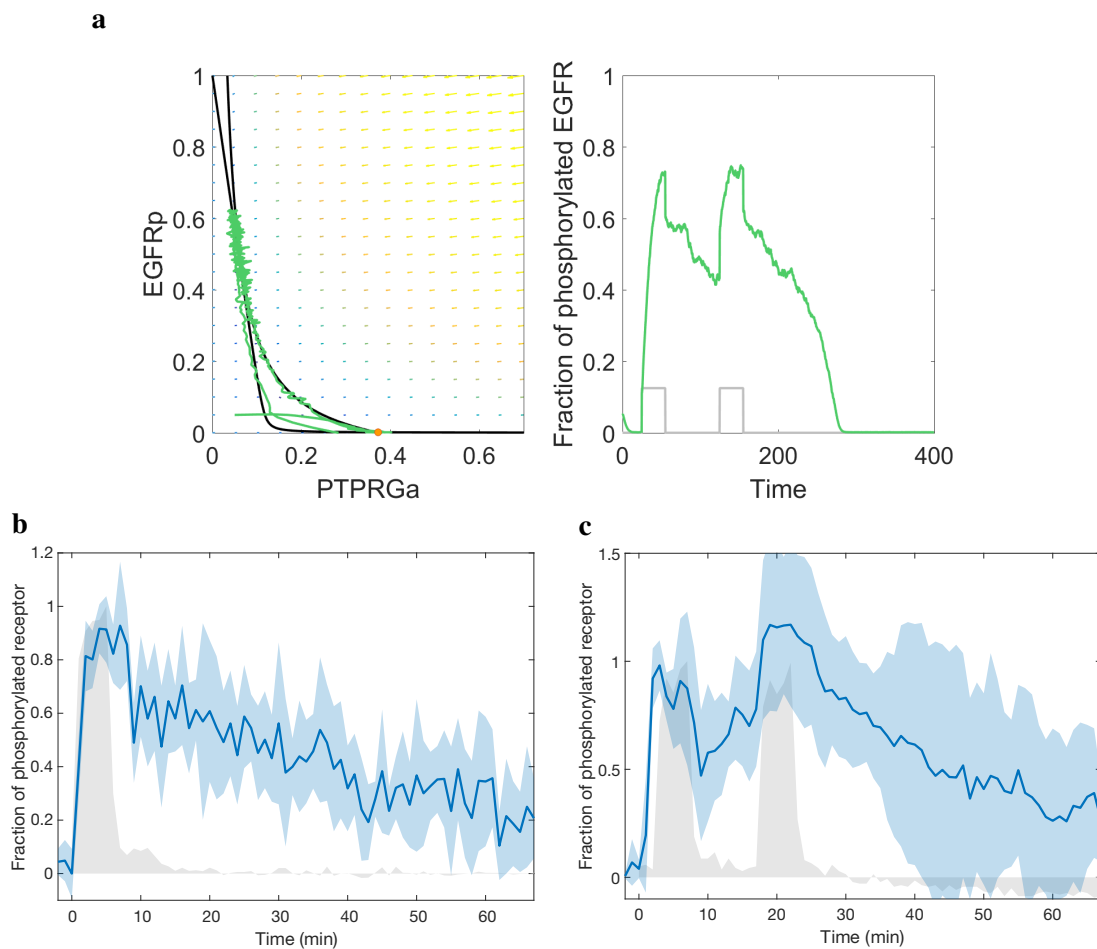 a
EGFRp
1
0.8
0.6
0.4
0.2
0
0 0.2 0.4 0.6
PTPRGa
Fraction of phosphorylated EGFR
1
0.8
0.6
0.4
0.2
0
0 200 400
Time
b
Fraction of phosphorylated receptor
1.2
1
0.8
0.6
0.4
0.2
0
0 10 20 30 40 50 60
Time (min)
c
Fraction of phosphorylated receptor
1.5
1
0.5
0
0 10 20 30 40 50 60
Time (min)